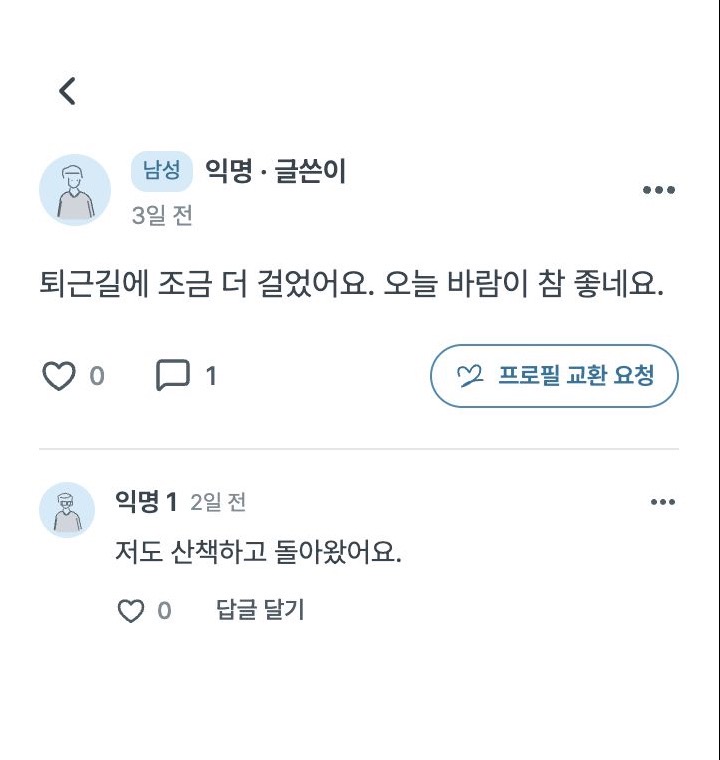 남성 익명 · 글쓴이
3일 전
퇴근길에 조금 더 걸었어요. 오늘 바람이 참 좋네요.
0 1 프로필 교환 요청
익명 1 2일 전
저도 산책하고 돌아왔어요.
0 답글 달기